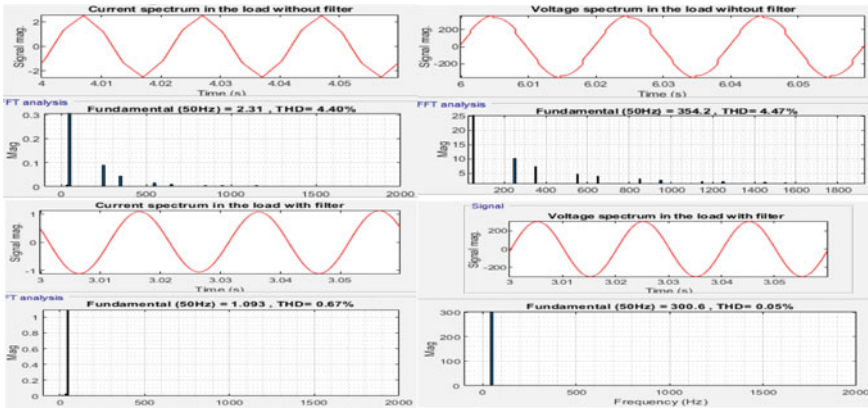 Current spectrum in the load without filter
Signal mag.
2
0
-2
4 4.01 4.02 4.03 4.04 4.05
Time (s)
FFT analysis
Fundamental (50Hz) = 2.31 , THD= 4.40%
Mag
0.3
0.2
0.1
0
0 500 1000 1500 2000
Voltage spectrum in the load wihtout filter
Signal mag.
200
0
-200
6 6.01 6.02 6.03 6.04 6.05
Time (s)
FFT analysis
Fundamental (50Hz) = 354.2 , THD= 4.47%
Mag
25
20
15
10
5
200 400 600 800 1000 1200 1400 1600 1800
Current spectrum in the load with filter
Signal mag.
1
0
-1
3 3.01 3.02 3.03 3.04 3.05
Time (s)
FT analysis
Fundamental (50Hz) = 1.093 , THD= 0.67%
Mag
1
0.8
0.6
0.4
0.2
0
0 500 1000 1500 2000
Signal
Voltage spectrum in the load with filter
Signal mag.
200
0
-200
3 3.01 3.02 3.03 3.04 3.05
Time (s)
FFT analysis
Fundamental (50Hz) = 300.6 , THD= 0.05%
Mag
300
200
100
0
0 500 1000 1500 2000
Frequency (Hz)